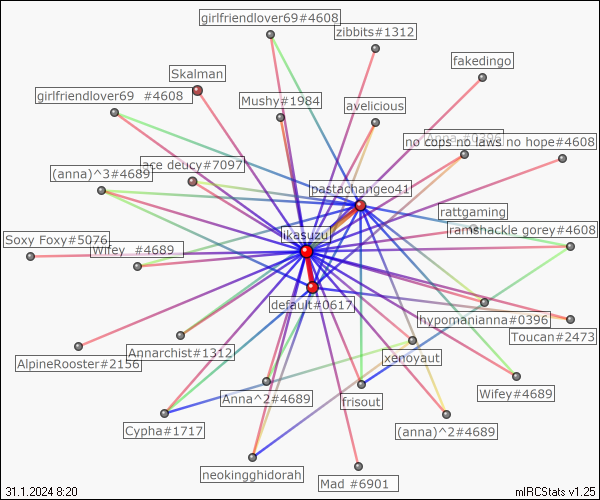 girlfriendlover69#4608
zibbits#1312
fakedingo
Skalman
girlfriendlover69 #4608
Mushy#1984
avelicious
no cops no laws no hope#4608
ace deucy#7097
(anna)^3#4689
pastachangeo41
rattgaming
ramshackle gorey#4608
ikasuzu
Soxy Foxy#5076
Wifey #4689
default#0617
hypomanianna#0396
Toucan#2473
Annarchist#1312
AlpineRooster#2156
xenoyaut
Anna^2#4689
frisout
Wifey#4689
Cypha#1717
(anna)^2#4689
neokingghidorah
Mad #6901
31.1.2024 8:20
mIRCStats v1.25